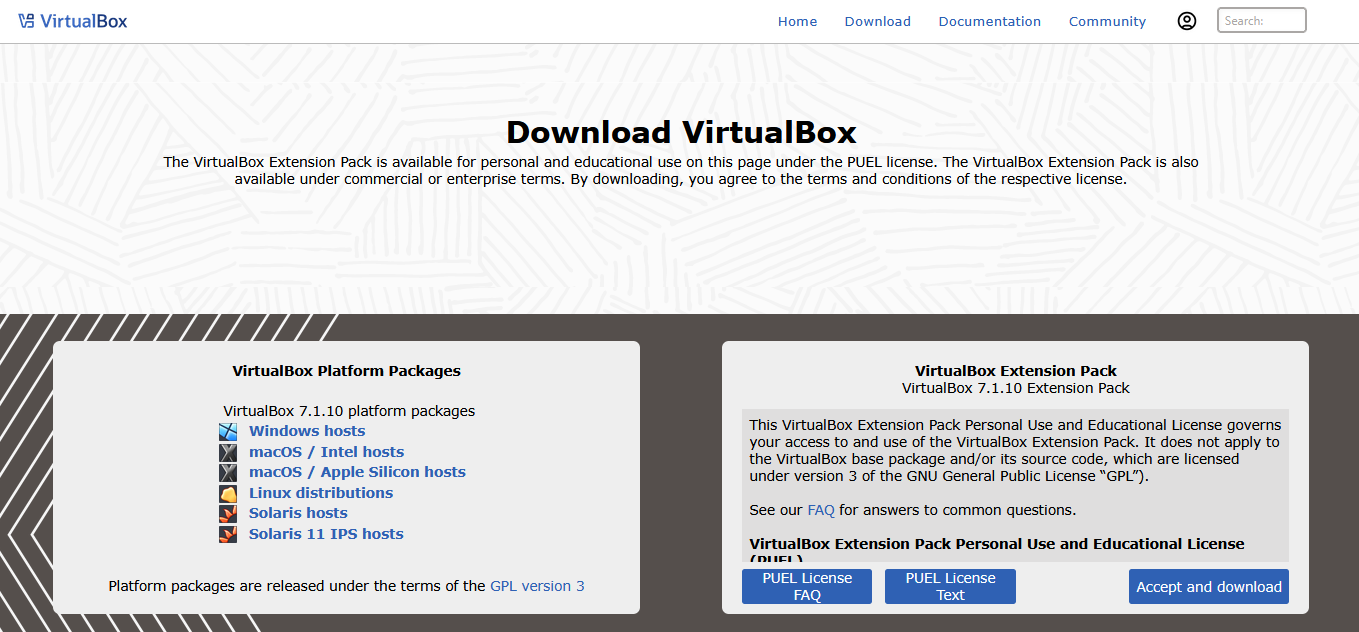 VirtualBox
Home Download Documentation Community Search:
Download VirtualBox
The VirtualBox Extension Pack is available for personal and educational use on this page under the PUEL license. The VirtualBox Extension Pack is also
available under commercial or enterprise terms. By downloading, you agree to the terms and conditions of the respective license.
VirtualBox Platform Packages
VirtualBox 7.1.10 platform packages
Windows hosts
macOS / Intel hosts
macOS / Apple Silicon hosts
Linux distributions
Solaris hosts
Solaris 11 IPS hosts
Platform packages are released under the terms of the GPL version 3
VirtualBox Extension Pack
VirtualBox 7.1.10 Extension Pack
This VirtualBox Extension Pack Personal Use and Educational License governs
your access to and use of the VirtualBox Extension Pack. It does not apply to
the VirtualBox base package and/or its source code, which are licensed
under version 3 of the GNU General Public License “GPL”).
See our FAQ for answers to common questions.
VirtualBox Extension Pack Personal Use and Educational License
(PUEL)
PUEL License
FAQ
PUEL License
Text
Accept and download